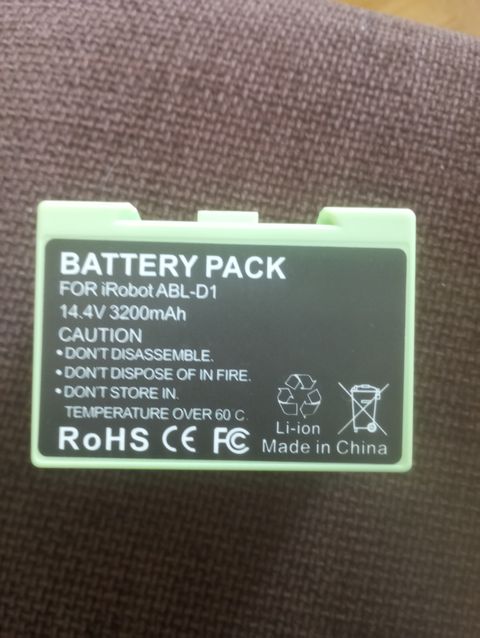 BATTERY PACK
FOR iRobot ABL-D1
14.4V 3200mAh
CAUTION
• DON'T DISASSEMBLE.
• DON'T DISPOSE OF IN FIRE.
• DON'T STORE IN.
TEMPERATURE OVER 60 C.
Li-ion
RoHS CE FC Made in China